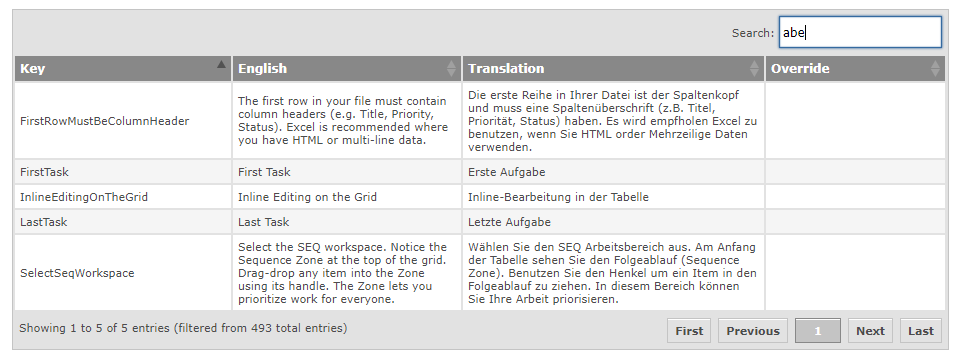 Search: abe
Key English Translation Override
FirstRowMustBeColumnHeader
The first row in your file must contain
column headers (e.g. Title, Priority,
Status). Excel is recommended where
you have HTML or multi-line data.
Die erste Reihe in Ihrer Datei ist der Spaltenkopf
und muss eine Spaltenüberschrift (z.B. Titel,
Priorität, Status) haben. Es wird empfholen Excel zu
benutzen, wenn Sie HTML order Mehrzeilige Daten
verwenden.
FirstTask First Task Erste Aufgabe
InlineEditingOnTheGrid Inline Editing on the Grid Inline-Bearbeitung in der Tabelle
LastTask Last Task Letzte Aufgabe
SelectSeqWorkspace
Select the SEQ workspace. Notice the
Sequence Zone at the top of the grid.
Drag-drop any item into the Zone
using its handle. The Zone lets you
prioritize work for everyone.
Wählen Sie den SEQ Arbeitsbereich aus. Am Anfang
der Tabelle sehen Sie den Folgeablauf (Sequence
Zone). Benutzen Sie den Henkel um ein Item in den
Folgeablauf zu ziehen. In diesem Bereich können
Sie Ihre Arbeit priorisieren.
Showing 1 to 5 of 5 entries (filtered from 493 total entries) First Previous 1 Next Last